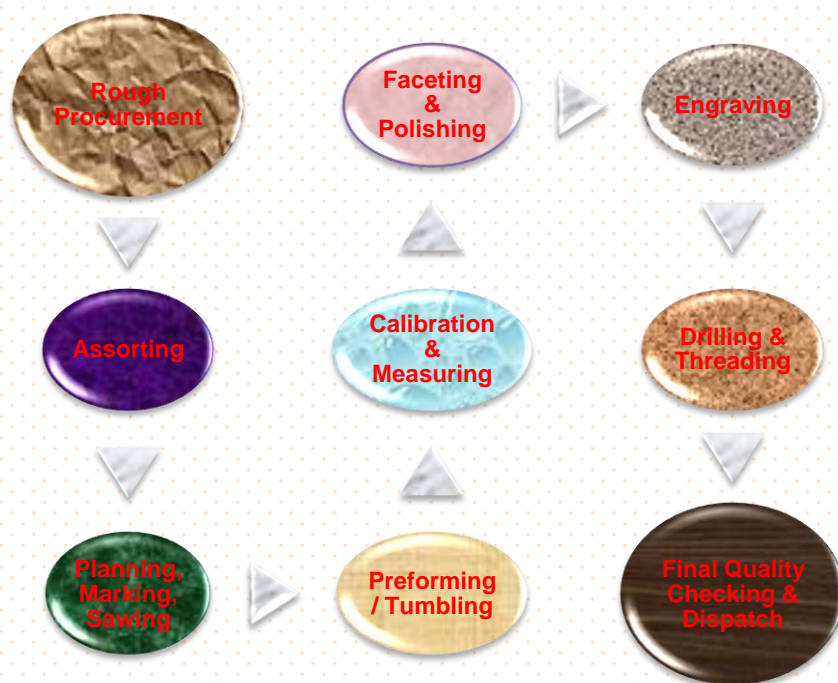 Rough
Procurement
Assorting
Planning,
Marking,
Sawing
Preforming
/ Tumbling
Calibration
&
Measuring
Faceting
&
Polishing
Engraving
Drilling &
Threading
Final Quality
Checking &
Dispatch